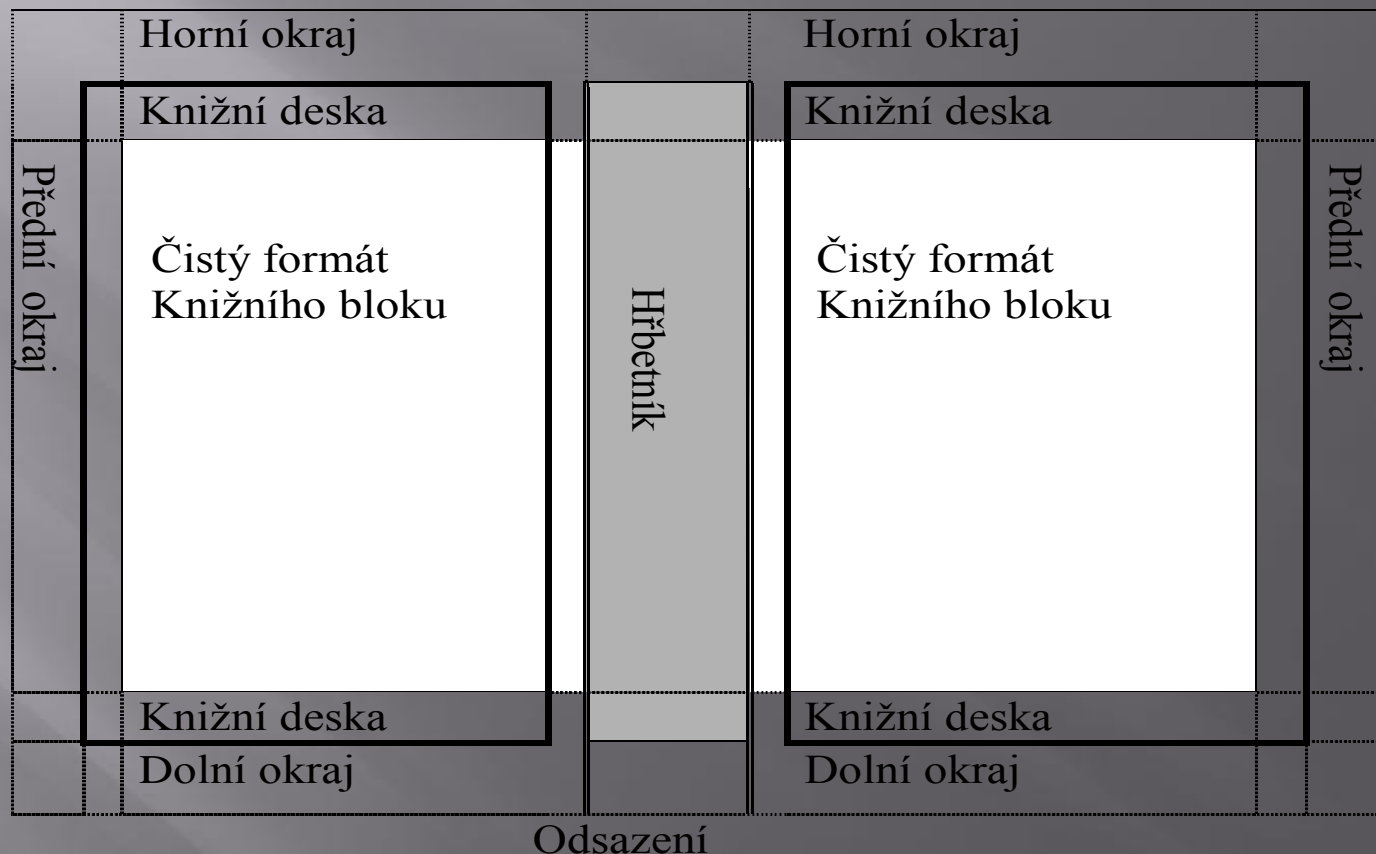 Horní okraj
Horní okraj
Knižní deska
Knižní deska
Přední okraj
Přední okraj
Čistý formát
Knižního bloku
Čistý formát
Knižního bloku
Hřbetník
Knižní deska
Knižní deska
Dolní okraj
Dolní okraj
Odsazení